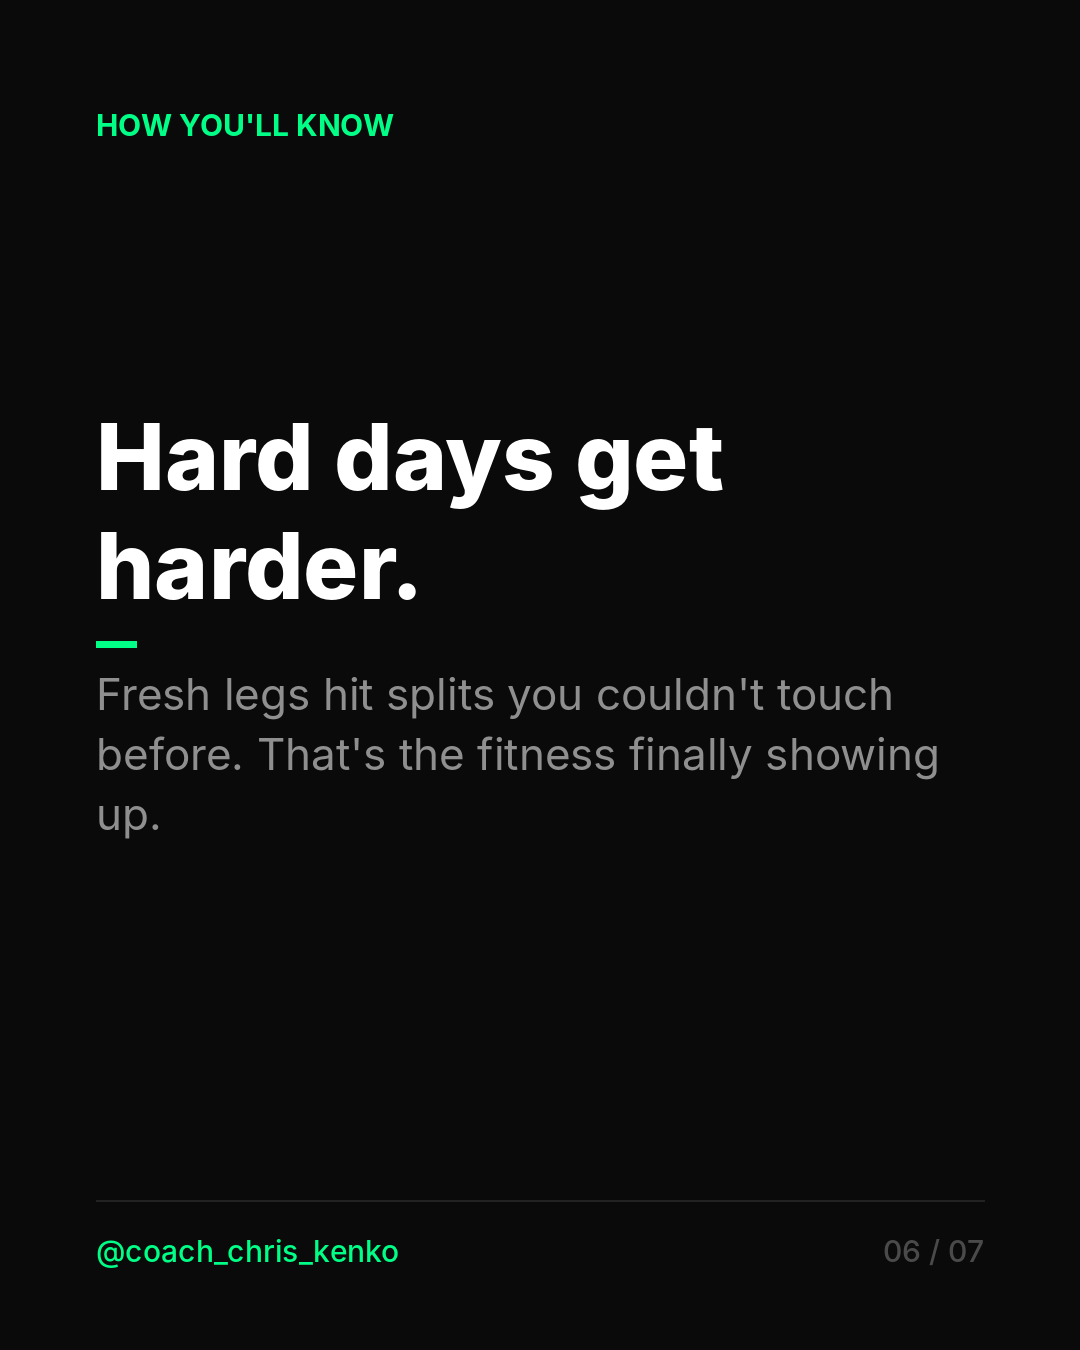 HOW YOU'LL KNOW
Hard days get
harder.
Fresh legs hit splits you couldn't touch
before. That's the fitness finally showing
up.
@coach_chris_kenko
06 / 07